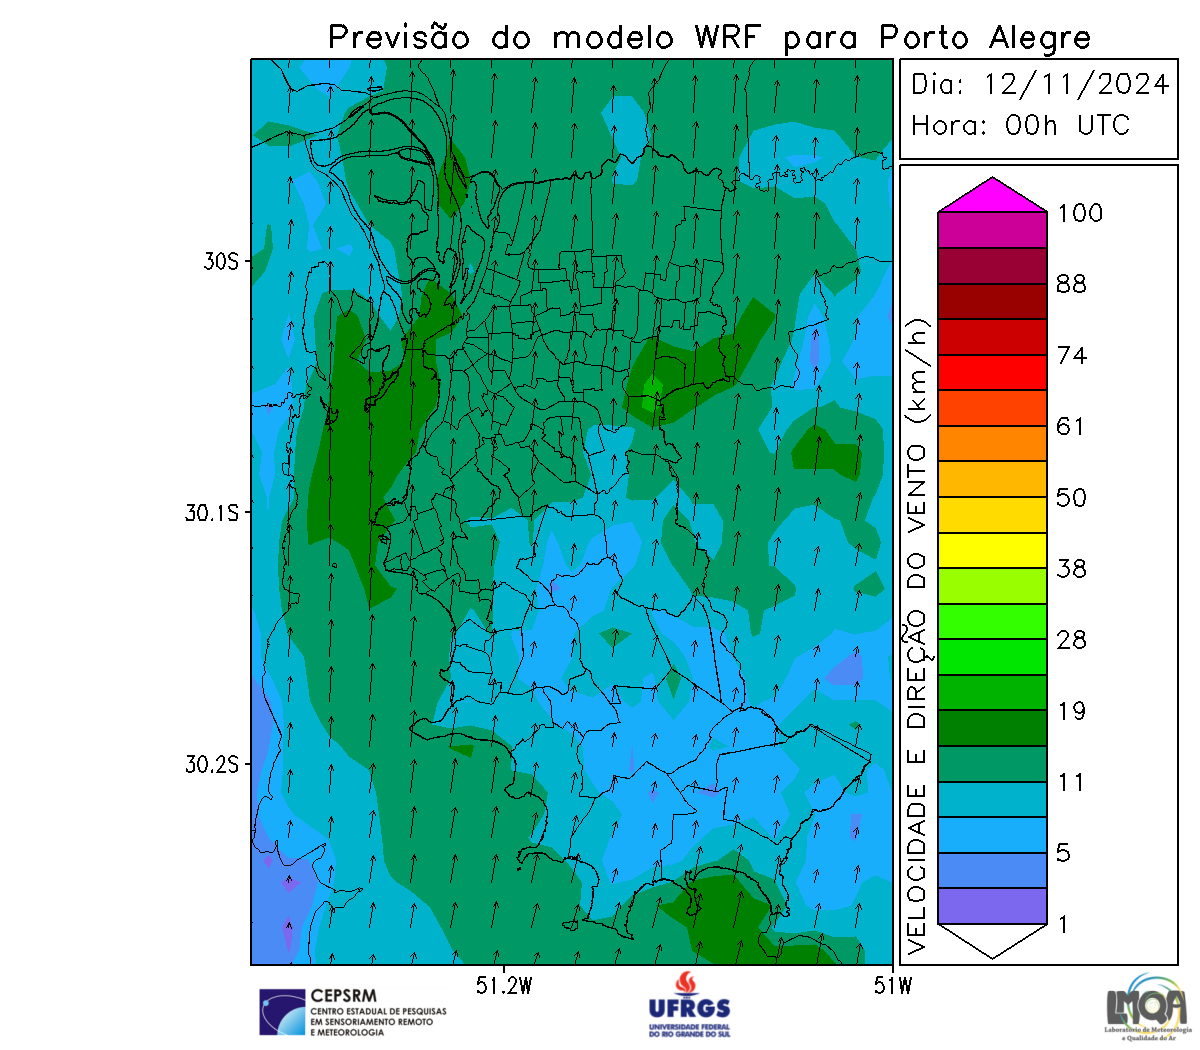 Previsão do modelo WRF para Porto Alegre
Dia: 12/11/2024
Hora: 00h UTC
30S
30.1S
30.2S
51.2W
51W
VELOCIDADE E DIREÇÃO DO VENTO (km/h)
100
88
74
61
50
38
28
19
11
5
1
CEPSRM
CENTRO ESTADUAL DE PESQUISAS
EM SENSORIAMENTO REMOTO
E METEOROLOGIA
UFRGS
UNIVERSIDADE FEDERAL
DO RIO GRANDE DO SUL
LMQA
Laboratório de Meteorologia
e Qualidade do Ar